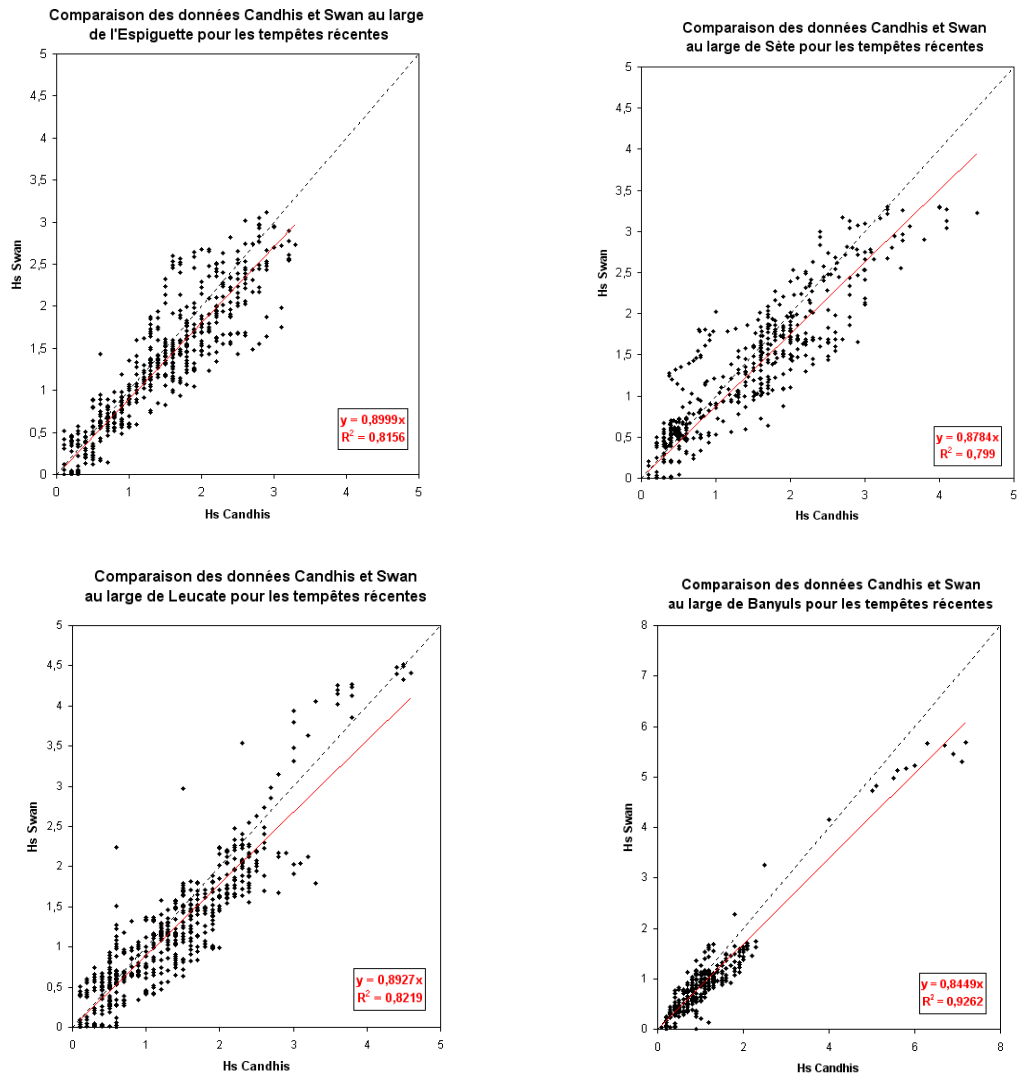 Comparaison des données Candhis et Swan au large
de l'Espiguette pour les tempêtes récentes
5
4,5
4
3,5
3
2,5
2
1,5
1
0,5
0
Hs Swan
0 1 2 3 4 5
Hs Candhis
y = 0,8999x
R² = 0,8156
Comparaison des données Candhis et Swan
au large de Sète pour les tempêtes récentes
5
4,5
4
3,5
3
2,5
2
1,5
1
0,5
0
Hs Swan
0 1 2 3 4 5
Hs Candhis
y = 0,8784x
R² = 0,799
Comparaison des données Candhis et Swan
au large de Leucate pour les tempêtes récentes
5
4,5
4
3,5
3
2,5
2
1,5
1
0,5
0
Hs Swan
0 1 2 3 4 5
Hs Candhis
y = 0,8927x
R² = 0,8219
Comparaison des données Candhis et Swan
au large de Banyuls pour les tempêtes récentes
8
7
6
5
4
3
2
1
0
Hs Swan
0 2 4 6 8
Hs Candhis
y = 0,8449x
R² = 0,9262